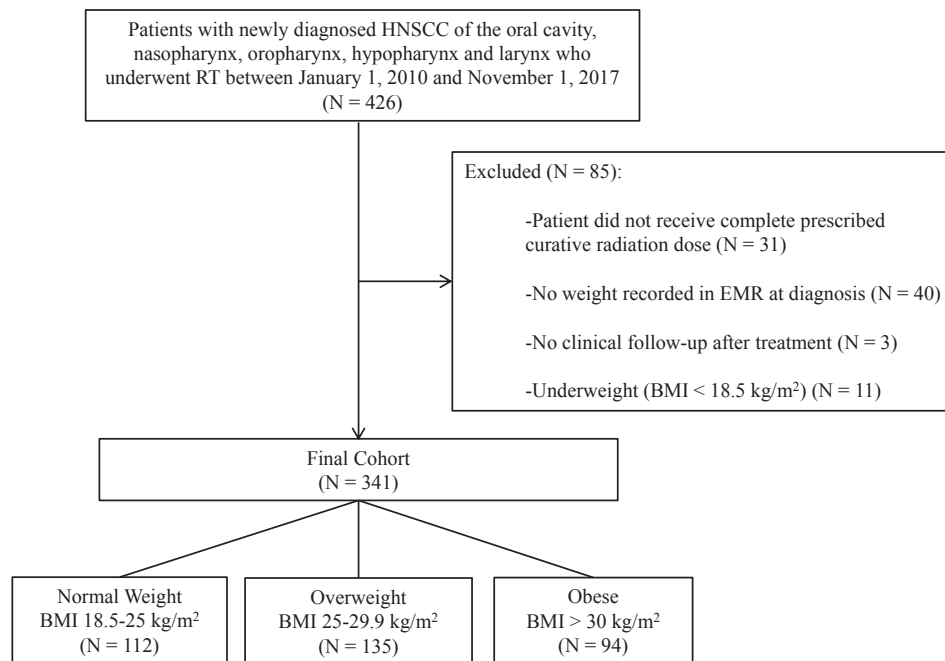 Patients with newly diagnosed HNSCC of the oral cavity,
nasopharynx, oropharynx, hypopharynx and larynx who
underwent RT between January 1, 2010 and November 1, 2017
(N = 426)
Excluded (N = 85):
-Patient did not receive complete prescribed
curative radiation dose (N = 31)
-No weight recorded in EMR at diagnosis (N = 40)
-No clinical follow-up after treatment (N = 3)
-Underweight (BMI < 18.5 kg/m²) (N = 11)
Final Cohort
(N = 341)
Normal Weight
BMI 18.5-25 kg/m²
(N = 112)
Overweight
BMI 25-29.9 kg/m²
(N = 135)
Obese
BMI > 30 kg/m²
(N = 94)